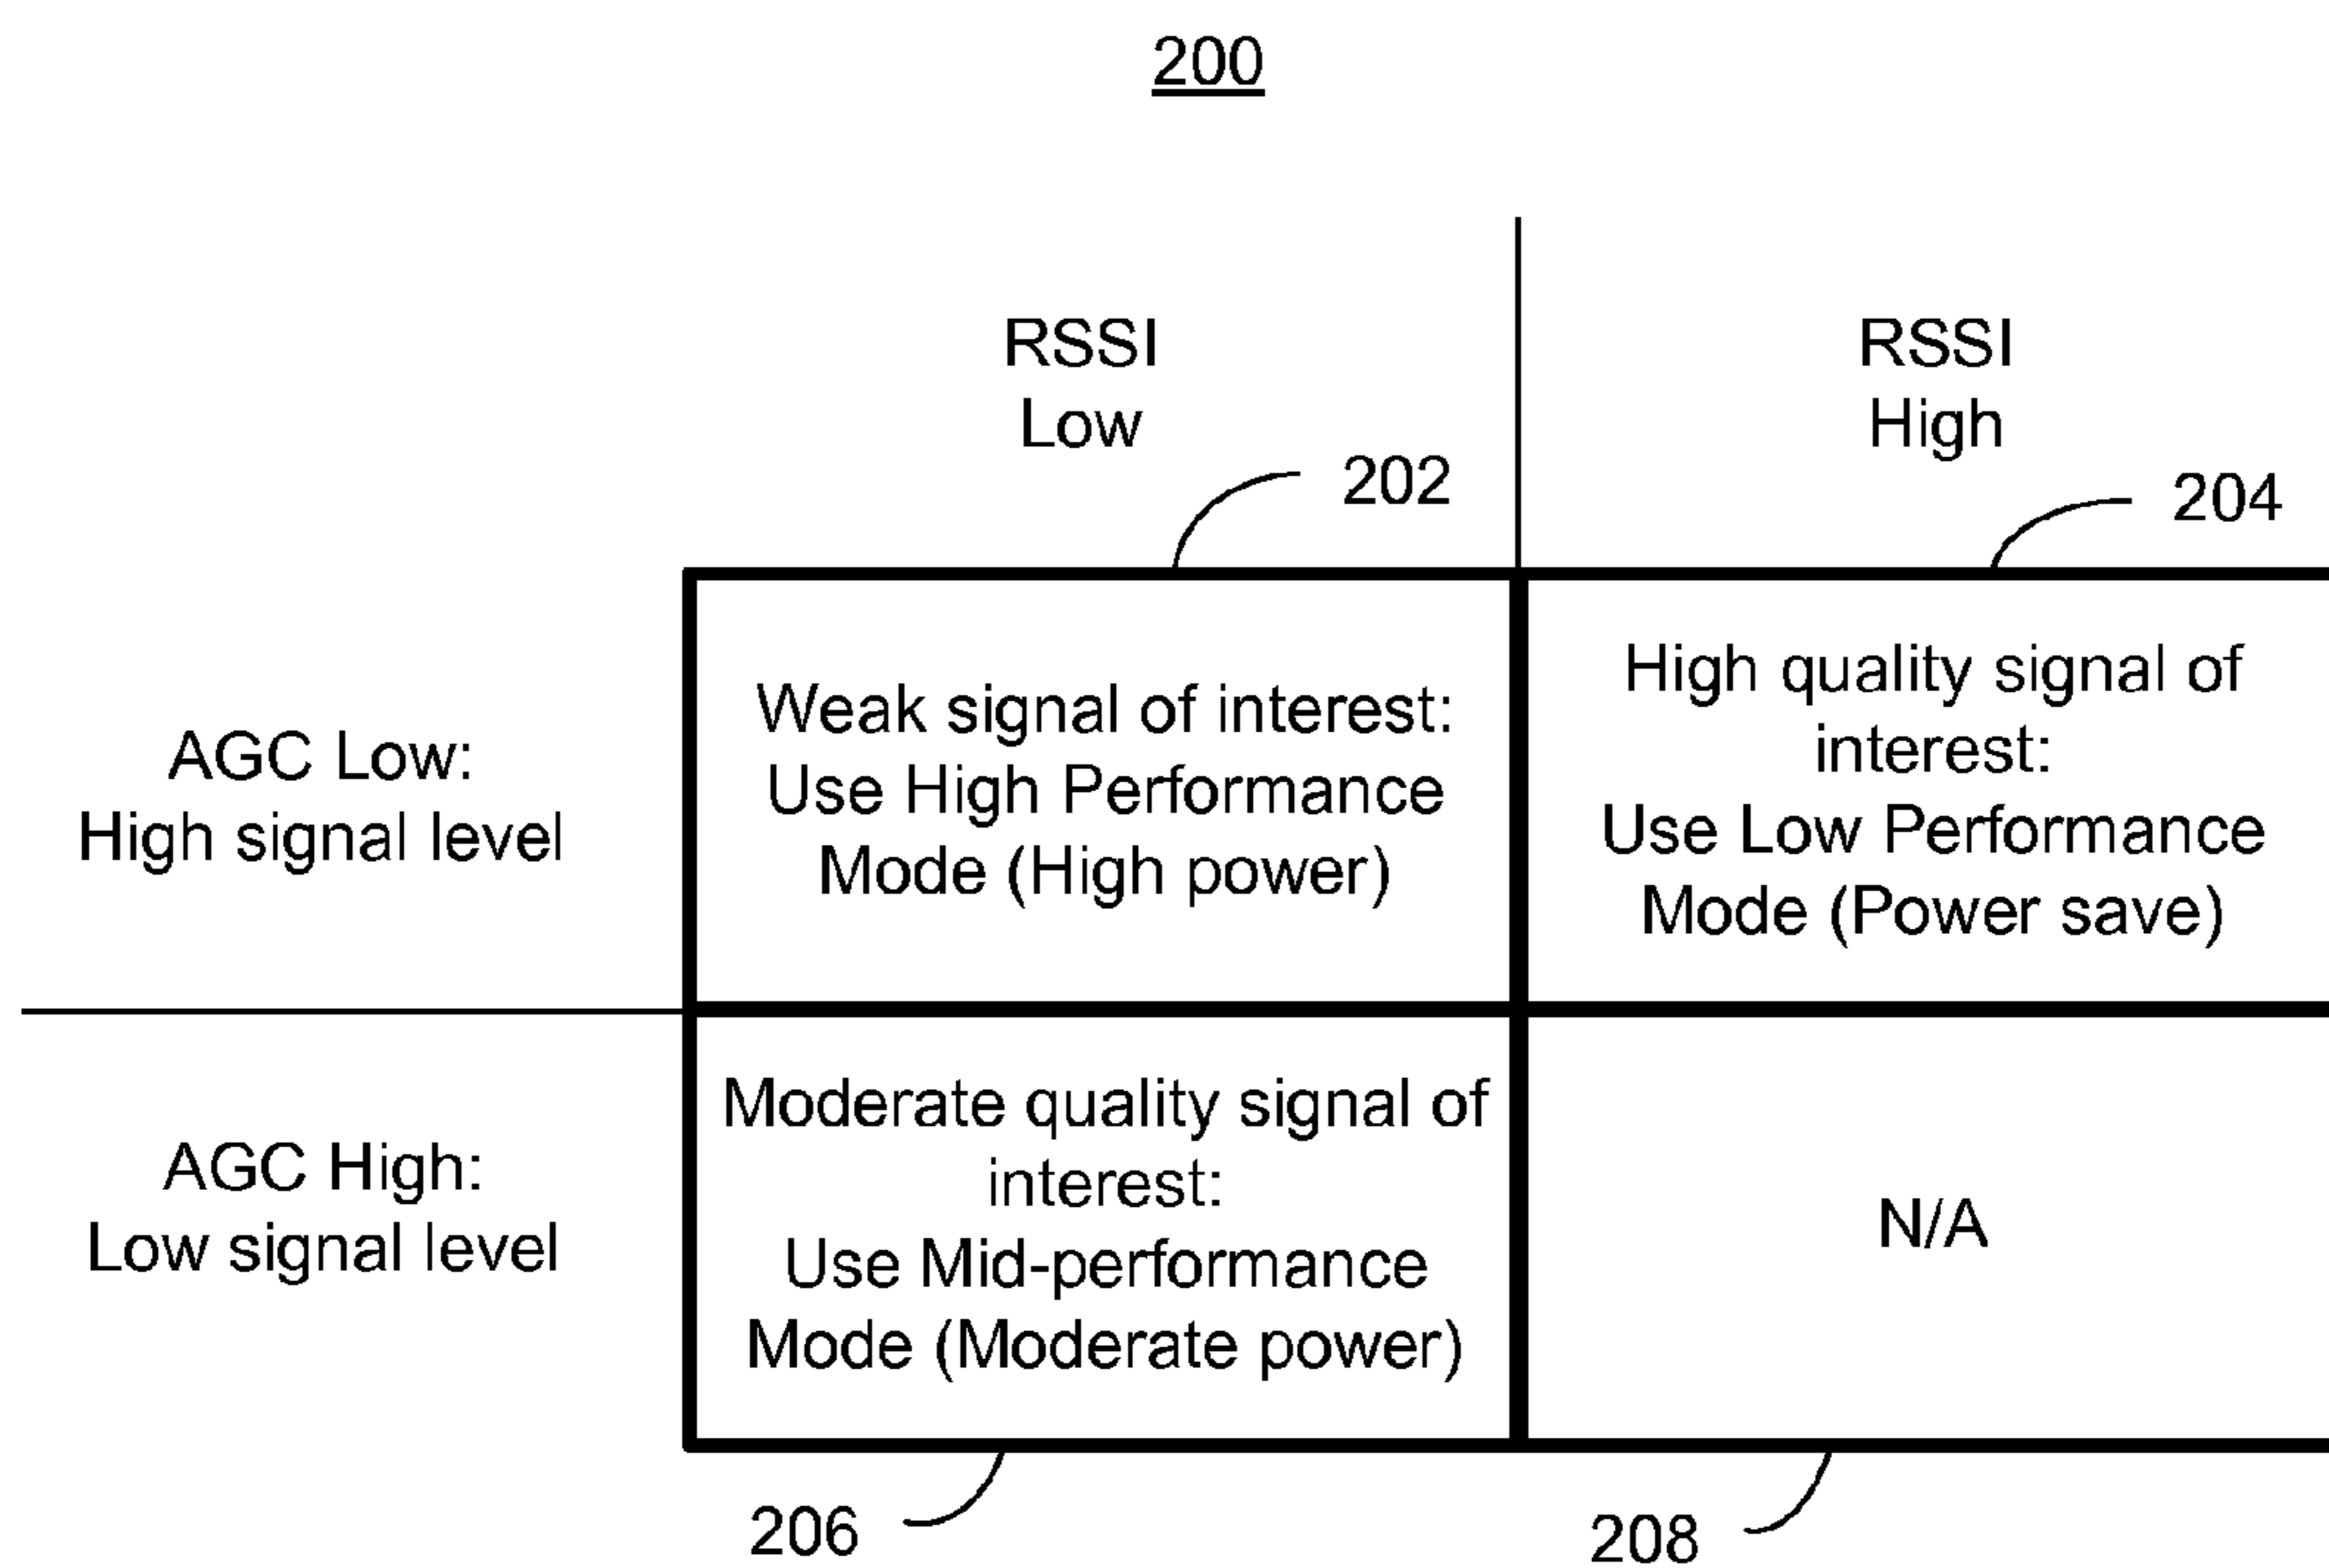 200
RSSI
Low
RSSI
High
202
204
AGC Low:
High signal level
Weak signal of interest:
Use High Performance
Mode (High power)
High quality signal of
interest:
Use Low Performance
Mode (Power save)
AGC High:
Low signal level
Moderate quality signal of
interest:
Use Mid-performance
Mode (Moderate power)
N/A
206
208